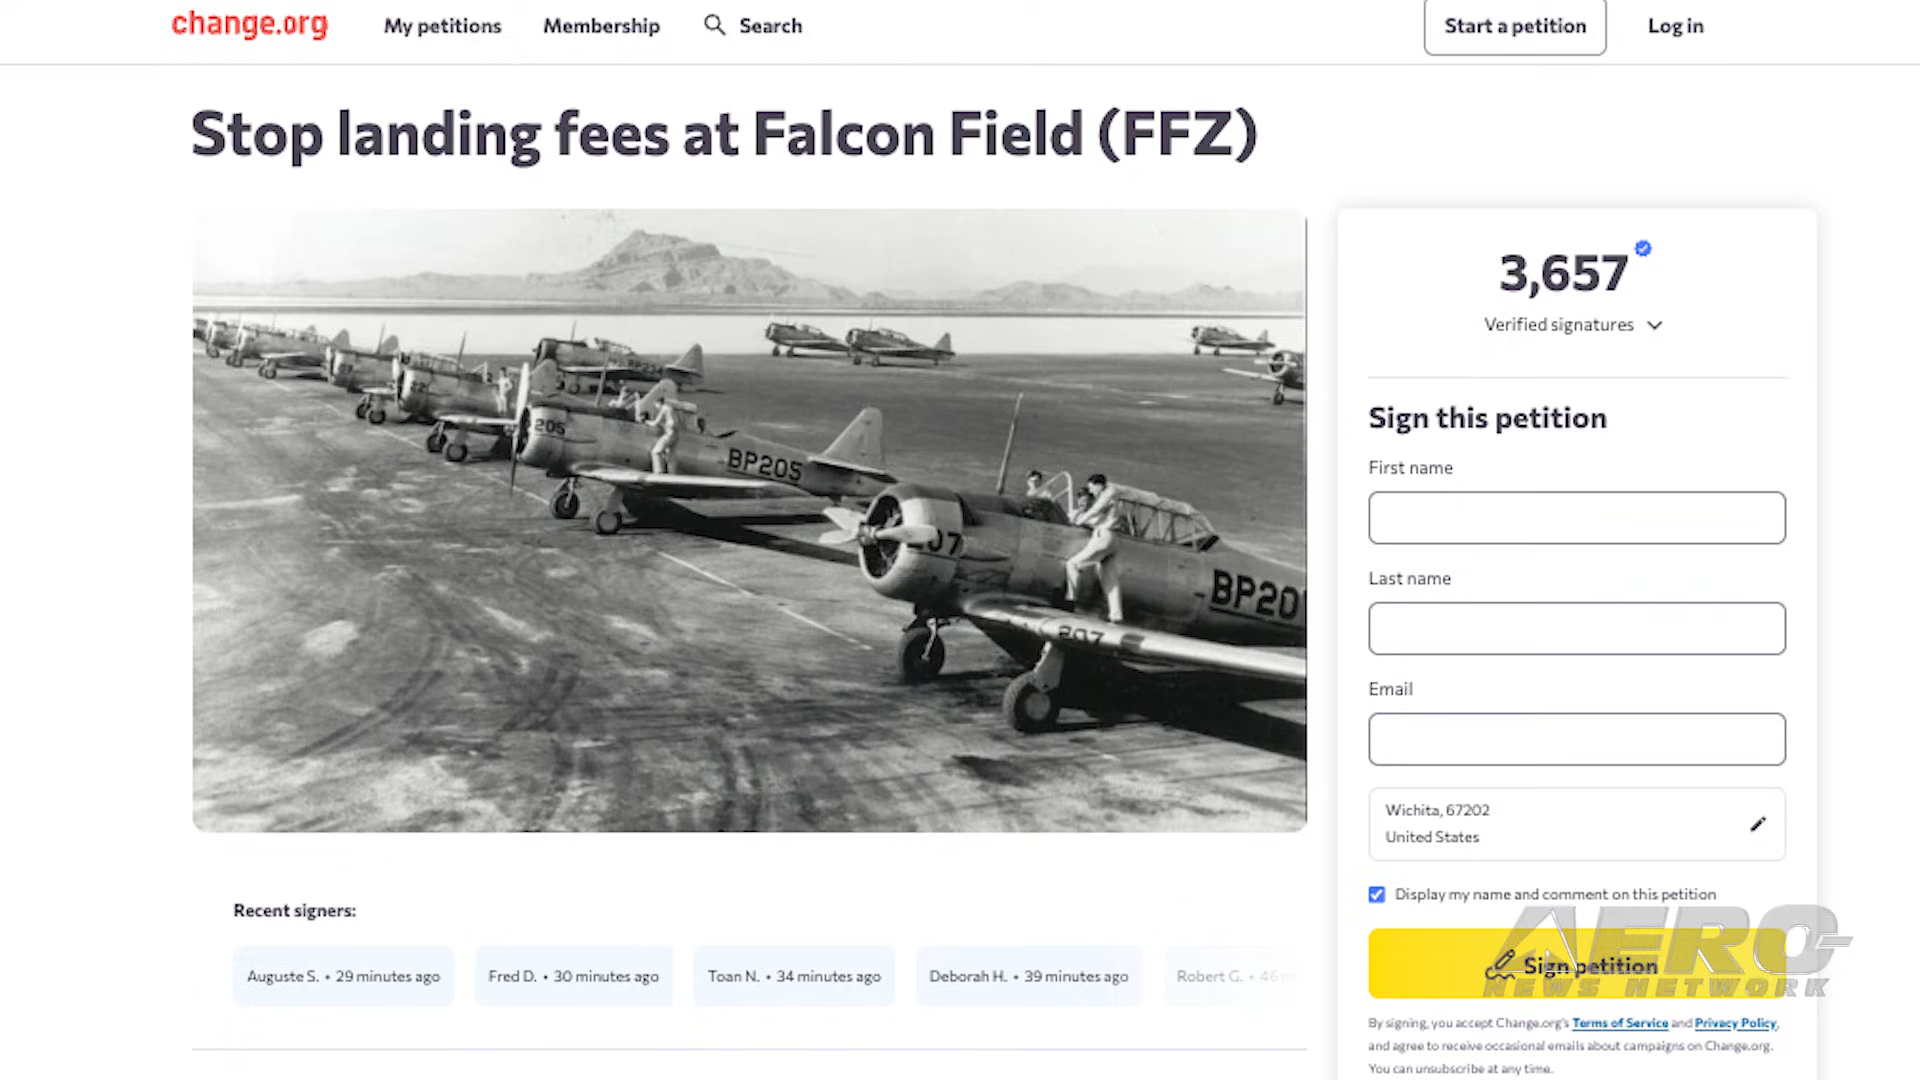 change.org
My petitions
Membership
Search
Start a petition
Log in
Stop landing fees at Falcon Field (FFZ)
205
BP205
207
BP20
207
3,657
Verified signatures
Sign this petition
First name
Last name
Email
Wichita, 67202
United States
Display my name and comment on this petition
Sign petition
AERO-
NEWS NETWORK
By signing, you accept Change.org's Terms of Service and Privacy Policy,
and agree to receive occasional emails about campaigns on Change.org.
You can unsubscribe at any time.
Recent signers:
Auguste S. • 29 minutes ago
Fred D. • 30 minutes ago
Toan N. • 34 minutes ago
Deborah H. • 39 minutes ago
Robert G. • 46 m